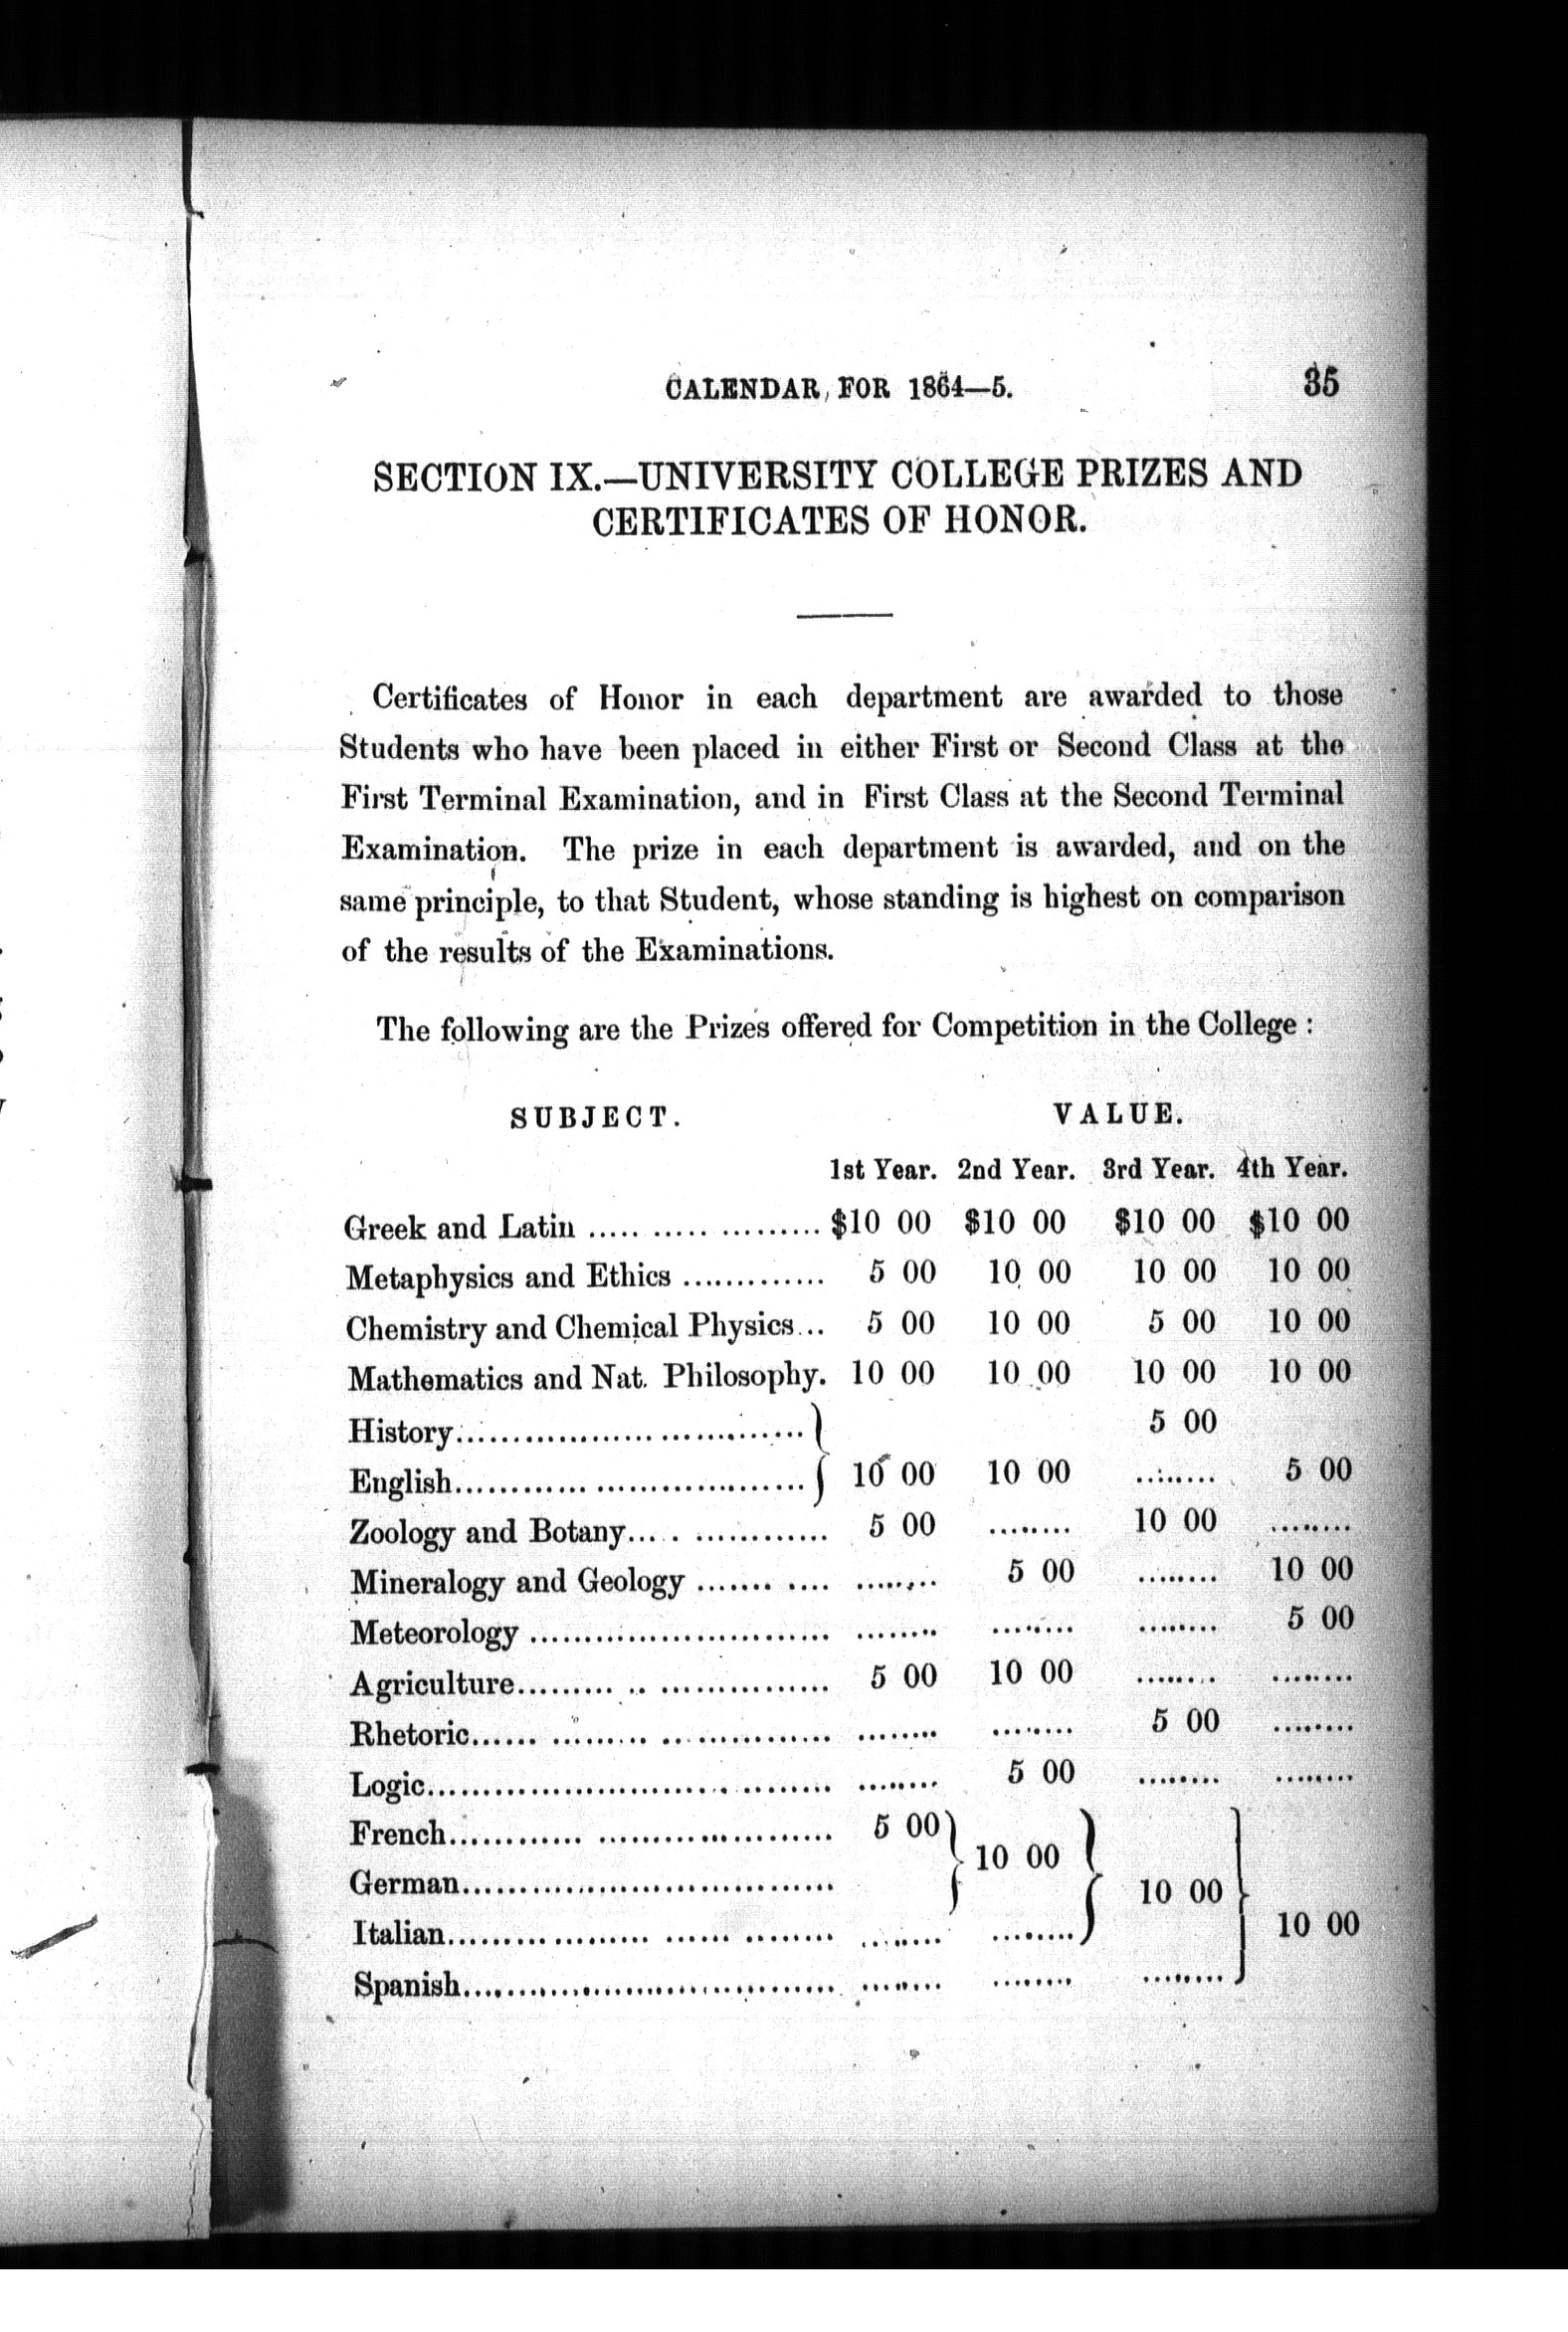 CALENDAR, FOR 1864—5. 35
SECTION IX.—UNIVERSITY COLLEGE PRIZES AND
CERTIFICATES OF HONOR.
Certificates of Honor in each department are awarded to those
Students who have been placed in either First or Second Class at the
First Terminal Examination, and in First Class at the Second Terminal
Examination. The prize in each department is awarded, and on the
same principle, to that Student, whose standing is highest on comparison
of the results of the Examinations.
The following are the Prizes offered for Competition in the College :
SUBJECT. VALUE.
1st Year. 2nd Year. 3rd Year. 4th Year.
Greek and Latin ..... ..... ......... $10 00 $10 00 $10 00 $10 00
Metaphysics and Ethics ............. 5 00 10 00 10 00 10 00
Chemistry and Chemical Physics... 5 00 10 00 5 00 10 00
Mathematics and Nat. Philosophy. 10 00 10 00 10 00 10 00
History.................................. } 5 00
English.................................. } 10 00 10 00 ........ 5 00
Zoology and Botany.... . ............ 5 00 ........ 10 00 ........
Mineralogy and Geology ....... .... ........ 5 00 ........ 10 00
Meteorology ............................ ........ ........ ........ 5 00
Agriculture......... .. ............... 5 00 10 00 ........ ........
Rhetoric...... ......... .. ............. ........ ........ 5 00 ........
Logic.................................... ........ 5 00 ........ ........
French............ ...................... 5 00 } 10 00 } 10 00 } 10 00
German..................................
Italian.................. ...... ........ ........ ........
Spanish.................................. ........ ........ ........